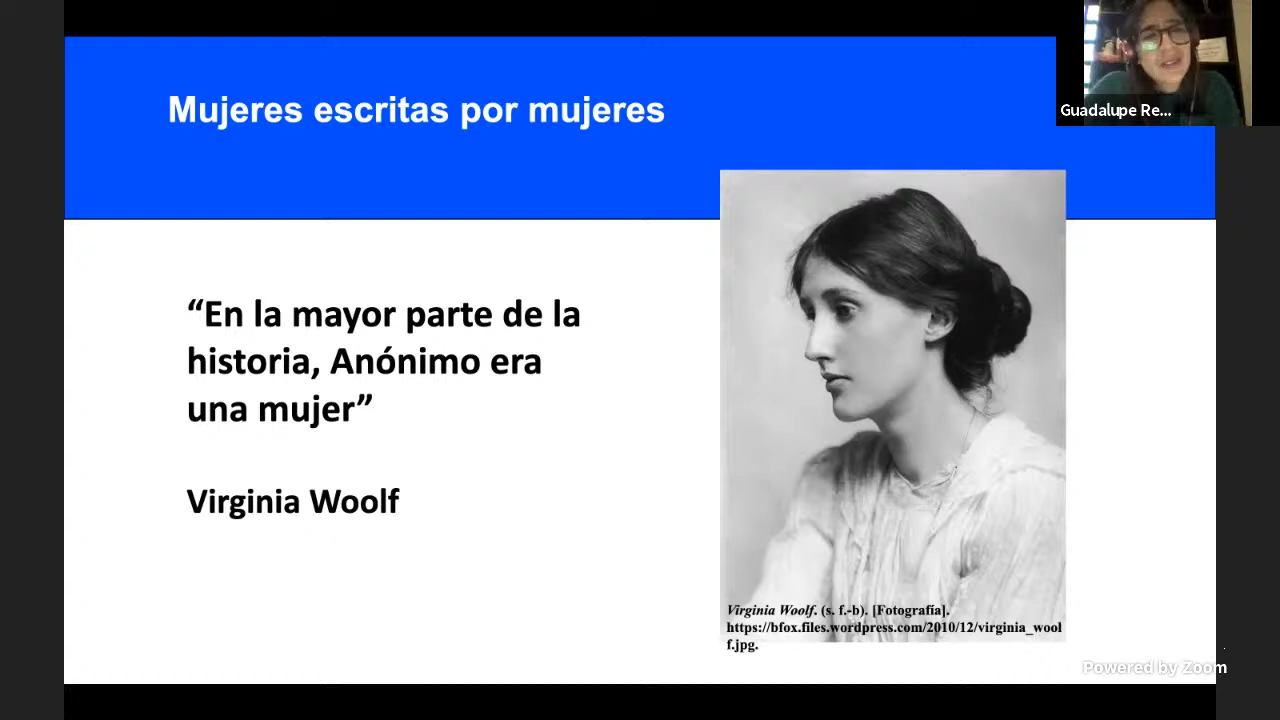 Mujeres escritas por mujeres
Guadalupe Re...
“En la mayor parte de la
historia, Anónimo era
una mujer”
Virginia Woolf
Virginia Woolf. (s. f.-b). [Fotografía].
https://bfox.files.wordpress.com/2010/12/virginia_wool
f.jpg.
Powered by Zoom